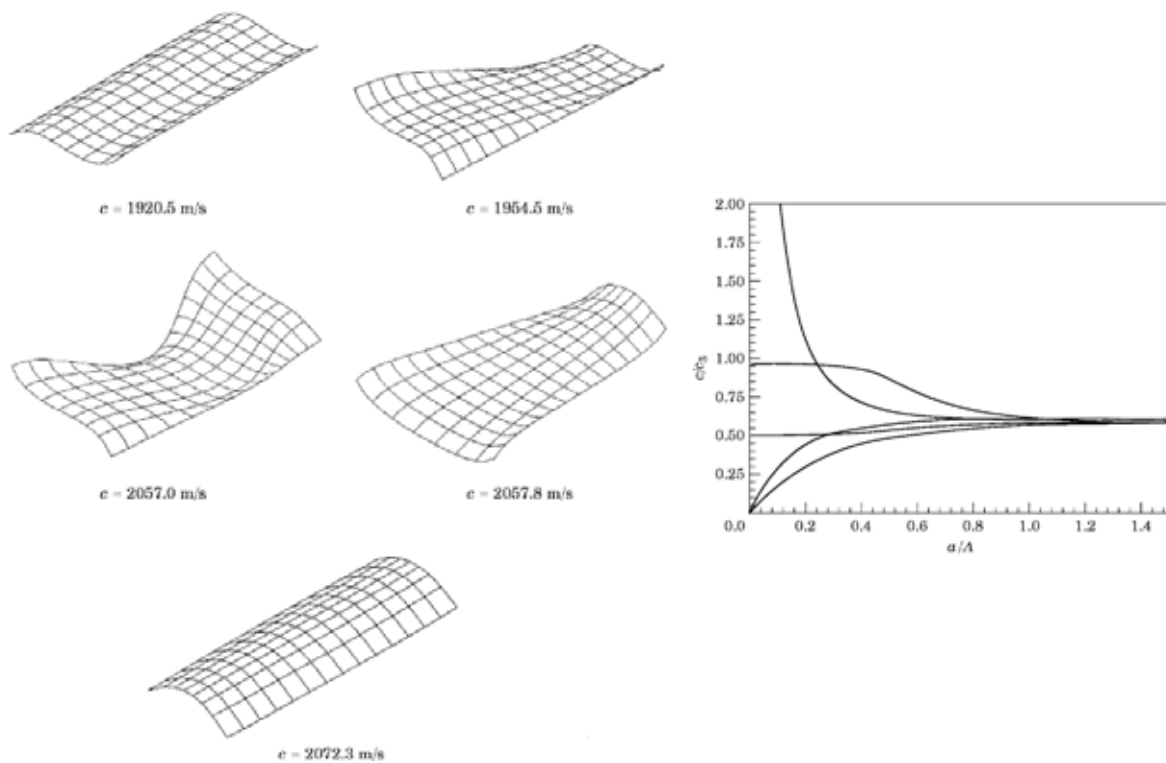 c = 1920.5 m/s
c = 1954.5 m/s
c = 2057.0 m/s
c = 2057.8 m/s
c = 2072.3 m/s
2.00
1.75
1.50
1.25
1.00
0.75
0.50
0.25
c/c₃
0.0 0.2 0.4 0.6 0.8 1.0 1.2 1.4
a/Λ